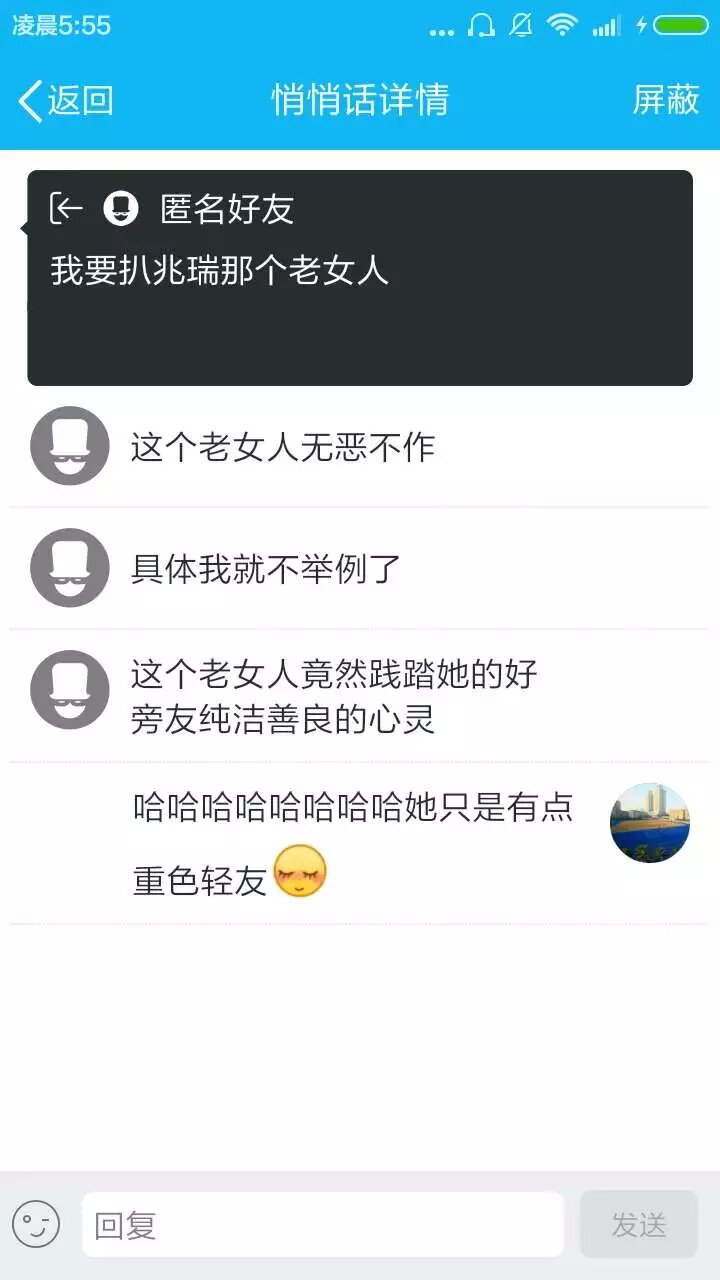 凌晨5:55
返回
悄悄话详情
屏蔽
匿名好友
我要扒兆瑞那个老女人
这个老女人无恶不作
具体我就不举例了
这个老女人竟然践踏她的好
旁友纯洁善良的心灵
哈哈哈哈哈哈哈哈她只是有点
重色轻友
回复
发送